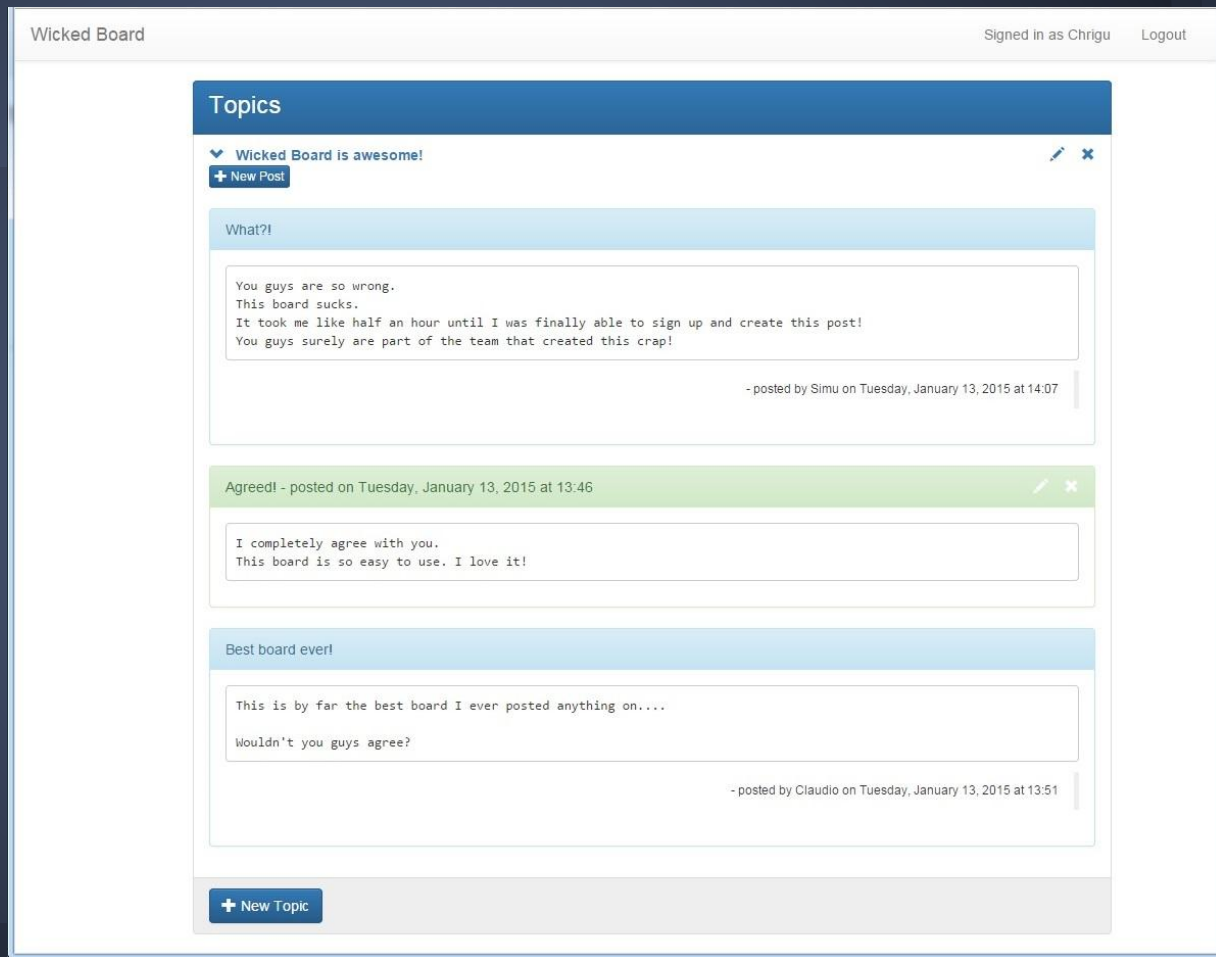 Wicked Board
Signed in as Chrigu
Logout
Topics
Wicked Board is awesome!
New Post
What?!
You guys are so wrong.
This board sucks.
It took me like half an hour until I was finally able to sign up and create this post!
You guys surely are part of the team that created this crap!
- posted by Simu on Tuesday, January 13, 2015 at 14:07
Agreed! - posted on Tuesday, January 13, 2015 at 13:46
I completely agree with you.
This board is so easy to use. I love it!
Best board ever!
This is by far the best board I ever posted anything on....
Wouldn't you guys agree?
- posted by Claudio on Tuesday, January 13, 2015 at 13:51
New Topic